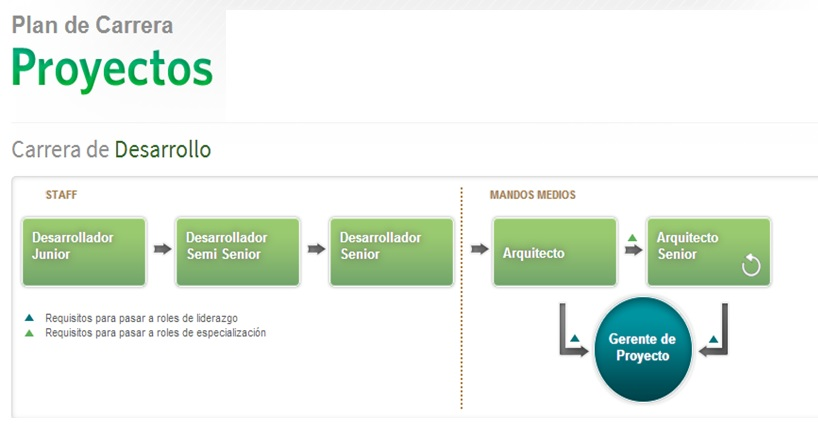 Plan de Carrera
Proyectos
Carrera de Desarrollo
STAFF
MANDOS MEDIOS
Desarrollador
Junior
Desarrollador
Semi Senior
Desarrollador
Senior
Arquitecto
Arquitecto
Senior
Requisitos para pasar a roles de liderazgo
Requisitos para pasar a roles de especialización
Gerente de
Proyecto